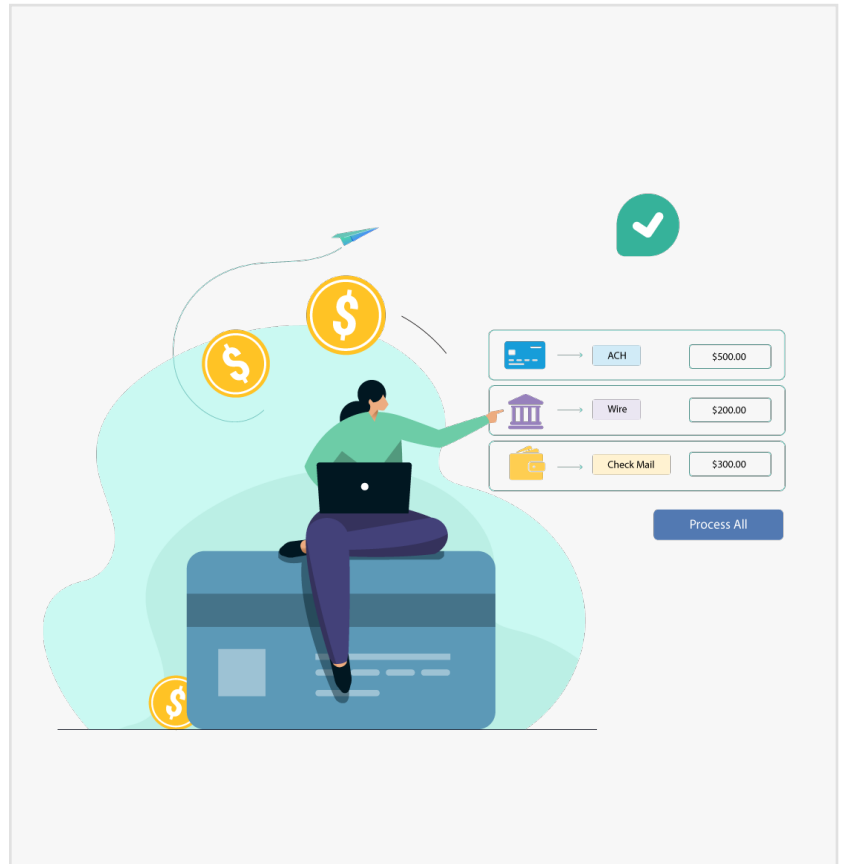 $
$
ACH
$500.00
Wire
$200.00
Check Mail
$300.00
Process All
$